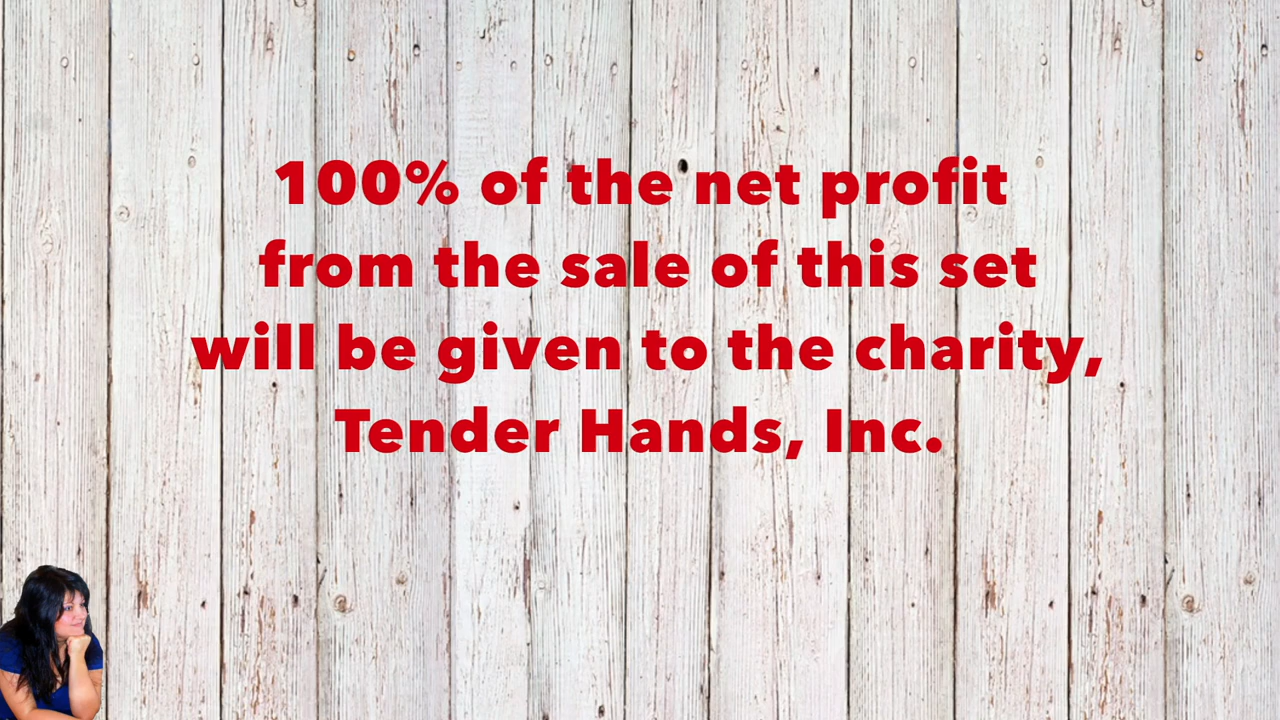 100% of the net profit
from the sale of this set
will be given to the charity,
Tender Hands, Inc.